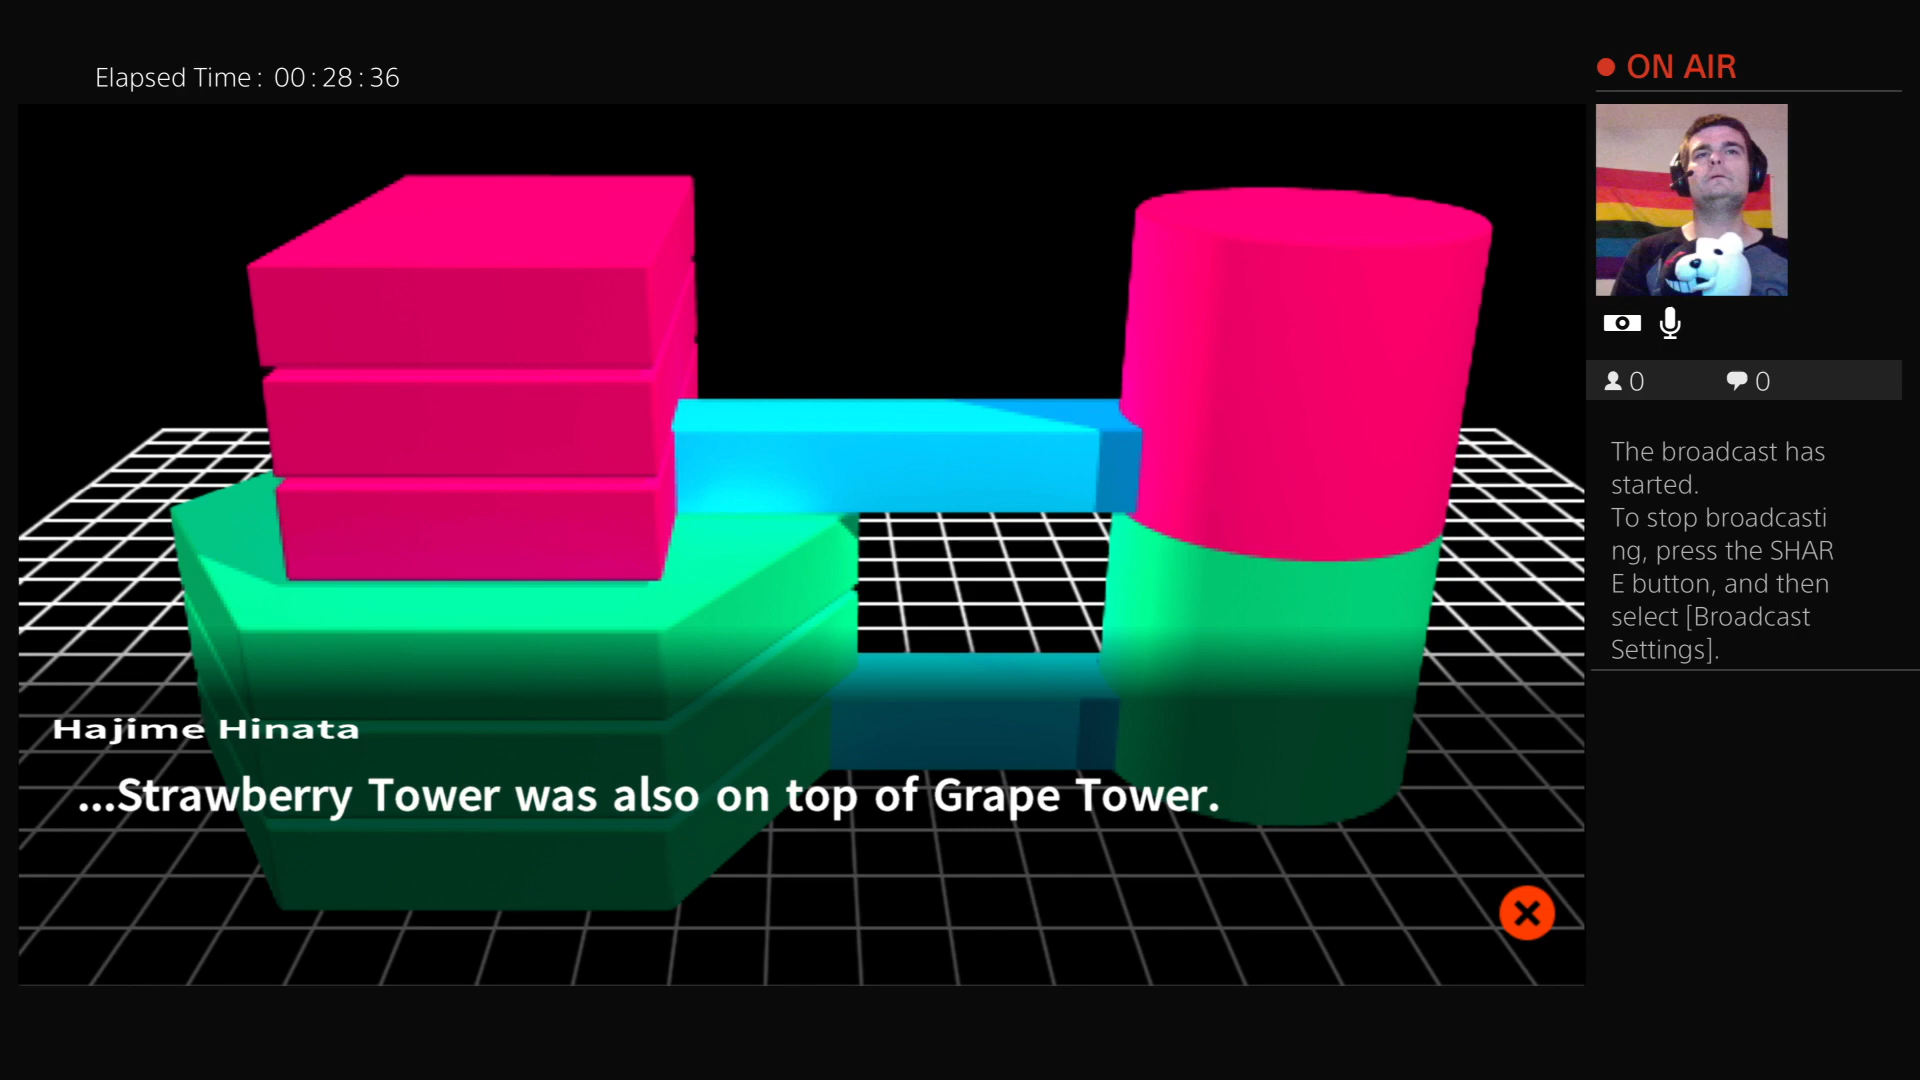 Elapsed Time: 00:28:36
ON AIR
0
0
The broadcast has
started.
To stop broadcasti
ng, press the SHAR
E button, and then
select [Broadcast
Settings].
Hajime Hinata
...Strawberry Tower was also on top of Grape Tower.